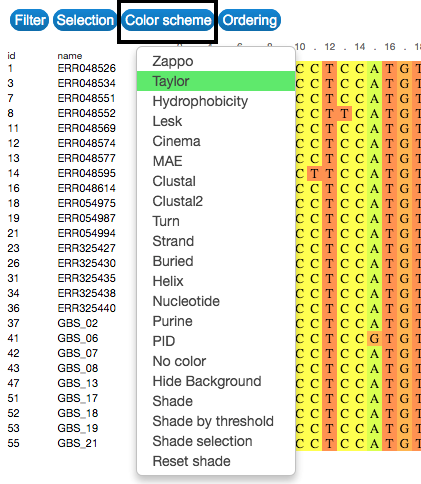 Filter Selection Color scheme Ordering
10 . 12 . 14 . 16 . 18
id name
1 ERR048526 C C T C C A T G T
3 ERR048534 C C T C C A T G T
7 ERR048551 C C T C C A T G T
8 ERR048552 C C T T C A T G T
11 ERR048569 C C T C C A T G T
12 ERR048574 C C T C C A T G T
13 ERR048577 C C T C C A T G T
14 ERR048595 C T T C C A T G T
16 ERR048614 C C T C C A T G T
18 ERR054975 C C T C C A T G T
19 ERR054987 C C T C C A T G T
21 ERR054994 C C T C C A T G T
23 ERR325427 C C T C C A T G T
26 ERR325430 C C T C C A T G T
31 ERR325435 C C T C C A T G T
34 ERR325438 C C T C C A T G T
36 ERR325440 C C T C C A T G T
37 GBS_02 C C T C C A T G T
41 GBS_06 C C T C C G T G T
42 GBS_07 C C T C C A T G T
43 GBS_08 C C T C C A T G T
47 GBS_13 C C T C C A T G T
51 GBS_17 C C T C C A T G T
52 GBS_18 C C T C C A T G T
53 GBS_19 C C T C C A T G T
55 GBS_21 C C T C C A T G T
Zappo
Taylor
Hydrophobicity
Lesk
Cinema
MAE
Clustal
Clustal2
Turn
Strand
Buried
Helix
Nucleotide
Purine
PID
No color
Hide Background
Shade
Shade by threshold
Shade selection
Reset shade